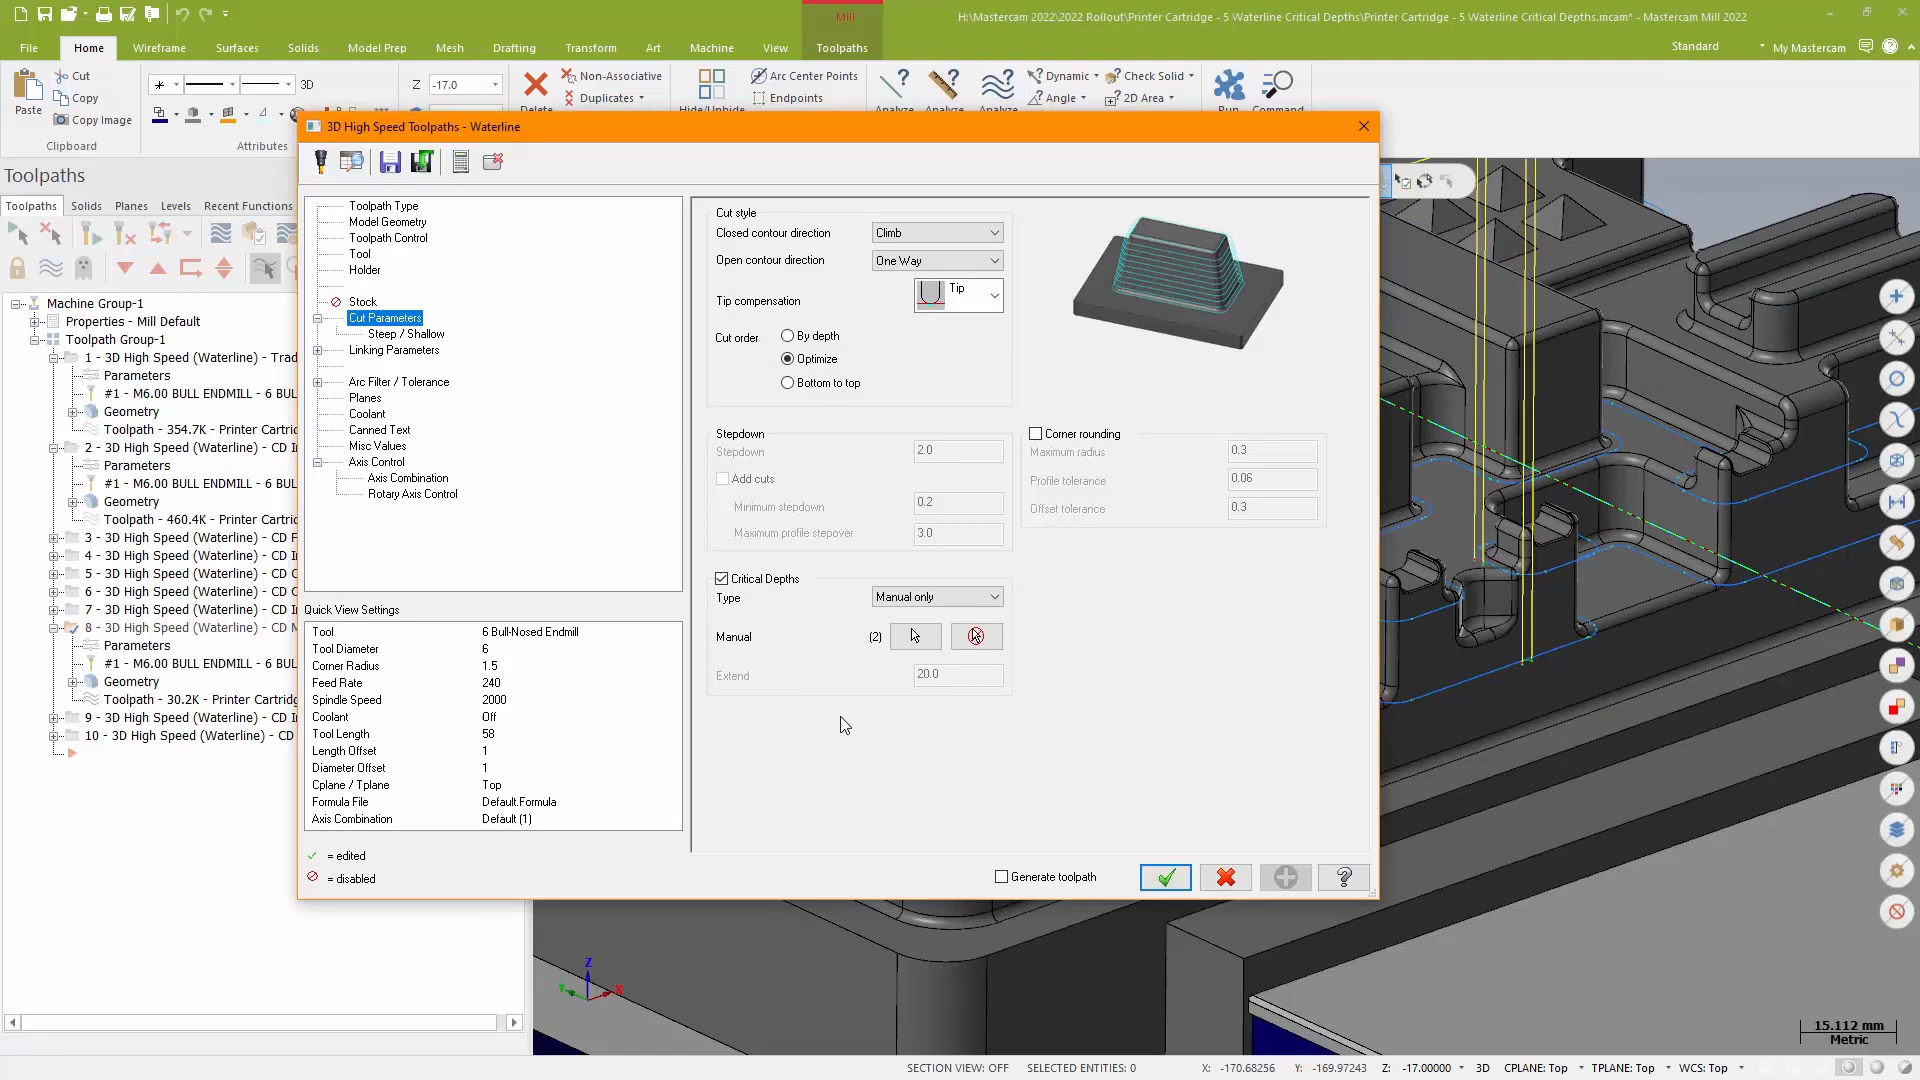 H:\Mastercam 2022\2022 Rollout\Printer Cartridge - 5 Waterline Critical Depths\Printer Cartridge - 5 Waterline Critical Depths.mcam* - Mastercam Mill 2022
Mill
File Home Wireframe Surfaces Solids Model Prep Mesh Drafting Transform Art Machine View Toolpaths
Standard My Mastercam
Paste
Cut
Copy
Copy Image
Clipboard
3D
Attributes
Z -17.0
Delete
Non-Associative
Duplicates
Hide/Unhide
Arc Center Points
Endpoints
Analyze Analyze Analyze
Dynamic
Angle
Check Solid
2D Area
Run Command
Toolpaths
Toolpaths Solids Planes Levels Recent Functions
Machine Group-1
Properties - Mill Default
Toolpath Group-1
1 - 3D High Speed (Waterline) - Trad
Parameters
#1 - M6.00 BULL ENDMILL - 6 BUL
Geometry
Toolpath - 354.7K - Printer Cartric
2 - 3D High Speed (Waterline) - CD In
Parameters
#1 - M6.00 BULL ENDMILL - 6 BUL
Geometry
Toolpath - 460.4K - Printer Cartric
3 - 3D High Speed (Waterline) - CD F
4 - 3D High Speed (Waterline) - CD In
5 - 3D High Speed (Waterline) - CD C
6 - 3D High Speed (Waterline) - CD C
7 - 3D High Speed (Waterline) - CD In
8 - 3D High Speed (Waterline) - CD M
Parameters
#1 - M6.00 BULL ENDMILL - 6 BUL
Geometry
Toolpath - 30.2K - Printer Cartridg
9 - 3D High Speed (Waterline) - CD In
10 - 3D High Speed (Waterline) - CD
3D High Speed Toolpaths - Waterline
Toolpath Type
Model Geometry
Toolpath Control
Tool
Holder
Stock
Cut Parameters
Steep / Shallow
Linking Parameters
Arc Filter / Tolerance
Planes
Coolant
Canned Text
Misc Values
Axis Control
Axis Combination
Rotary Axis Control
Quick View Settings
Tool 6 Bull-Nosed Endmill
Tool Diameter 6
Corner Radius 1.5
Feed Rate 240
Spindle Speed 2000
Coolant Off
Tool Length 58
Length Offset 1
Diameter Offset 1
Cplane / Tplane Top
Formula File Default.Formula
Axis Combination Default (1)
= edited
= disabled
Cut style
Closed contour direction Climb
Open contour direction One Way
Tip compensation Tip
Cut order
By depth
Optimize
Bottom to top
Stepdown
Stepdown 2.0
Add cuts
Minimum stepdown 0.2
Maximum profile stepover 3.0
Corner rounding
Maximum radius 0.3
Profile tolerance 0.06
Offset tolerance 0.3
Critical Depths
Type Manual only
Manual (2)
Extend 20.0
Generate toolpath
Z
Y X
15.112 mm
Metric
SECTION VIEW: OFF SELECTED ENTITIES: 0 X: -170.68256 Y: -169.97243 Z: -17.00000 3D CPLANE: Top TPLANE: Top WCS: Top